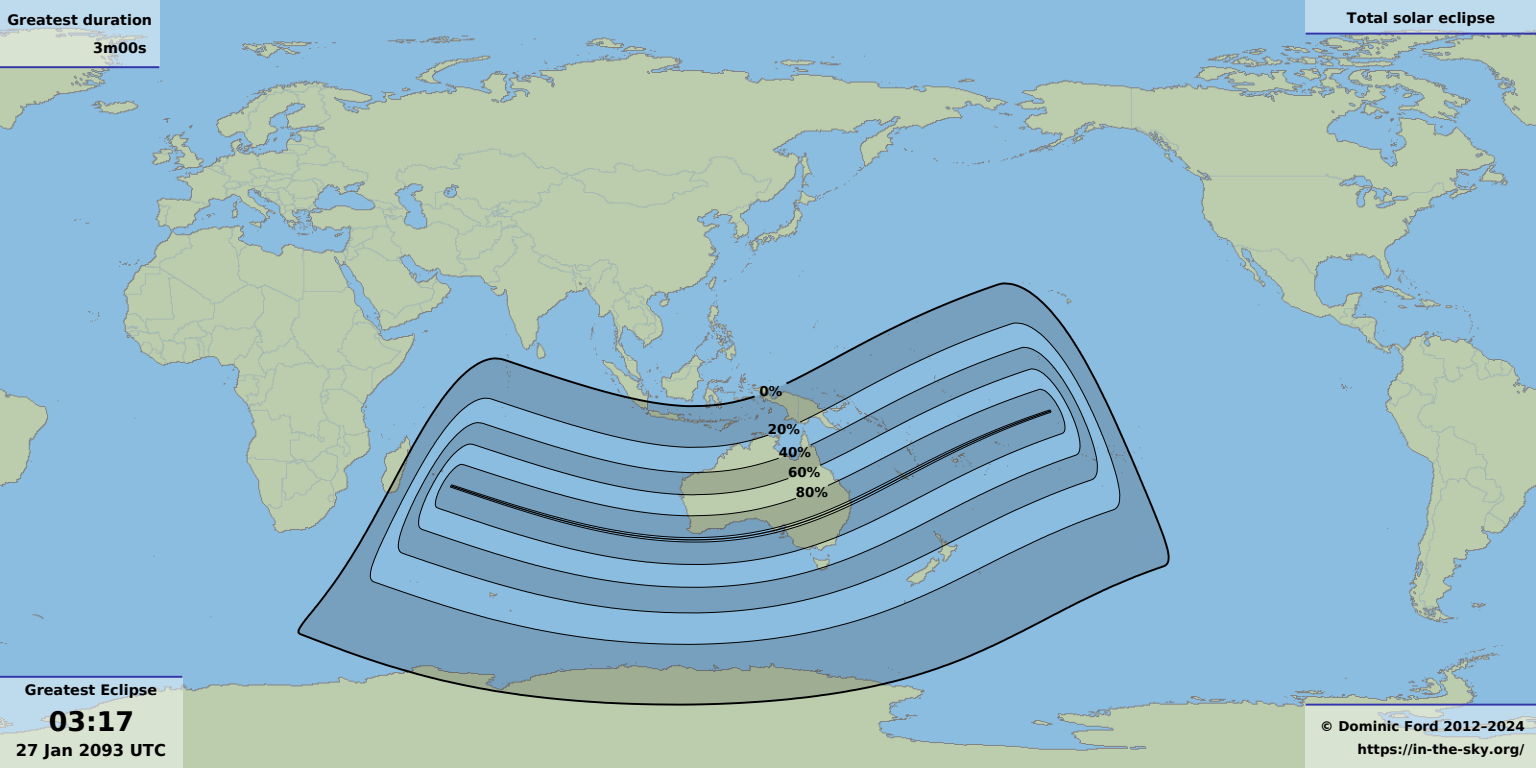 Greatest duration
3m00s
Total solar eclipse
0%
20%
40%
60%
80%
Greatest Eclipse
03:17
27 Jan 2093 UTC
© Dominic Ford 2012–2024
https://in-the-sky.org/